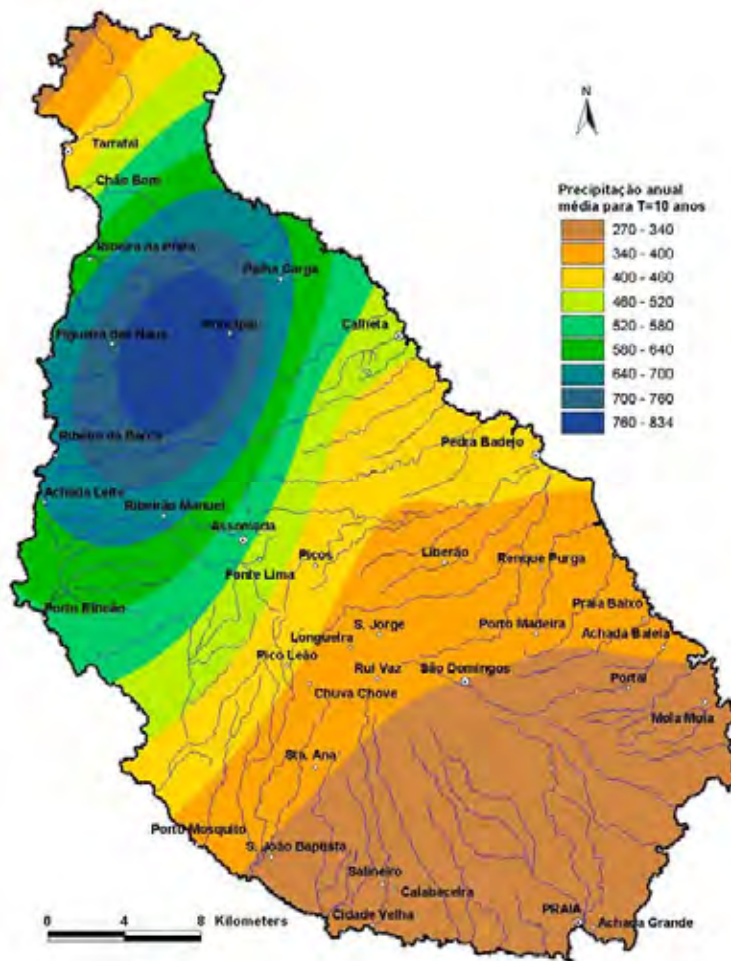 N
Tarrafal
Chão Bom
Precipitação anual
média para T=10 anos
270 - 340
340 - 400
400 - 460
460 - 520
520 - 580
580 - 640
640 - 700
700 - 760
760 - 834
Ribeira da Prata
Palha Carga
Principal
Calheta
Figueira das Naus
Ribeira da Barca
Pedra Badejo
Achada Leite
Ribeirão Manuel
Assomada
Picos
Liberão
Renque Purga
Fonte Lima
Porto Rincão
Praia Baixo
S. Jorge
Porto Madeira
Achada Baleia
Longueira
Pico Leão
Rui Vaz
São Domingos
Portal
Chuva Chove
Moia Moia
Sta. Ana
Porto Mosquito
S. João Baptista
Salineiro
Calabaceira
Cidade Velha
PRAIA
Achada Grande
0 4 8 Kilometers